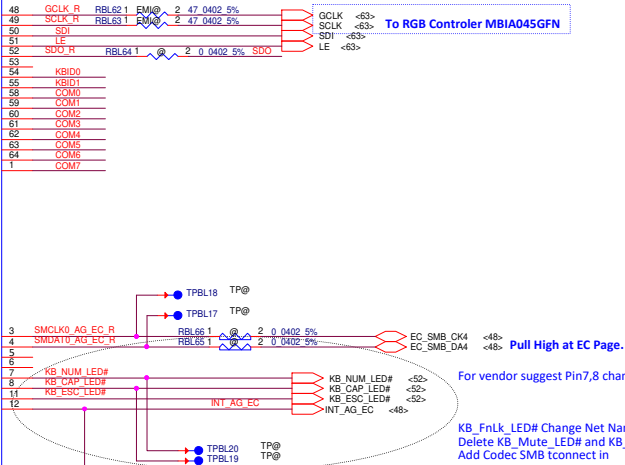 48 GCLK_R RBL62 1 EMI@ 2 47_0402_5% GCLK <63>
49 SCLK_R RBL63 1 EMI@ 2 47_0402_5% SCLK <63>
50 SDI SDI <63>
51 LE LE <63>
52 SDO_R RBL64 1 @ 2 0_0402_5% SDO
To RGB Controler MBIA045GFN
53
54 KBID0
55 KBID1
58 COM0
59 COM1
60 COM2
61 COM3
62 COM4
63 COM5
64 COM6
1 COM7
TPBL18 TP@
TPBL17 TP@
3 SMCLK0_AG_EC_R RBL66 1 @ 2 0_0402_5% EC_SMB_CK4 <48>
4 SMDAT0_AG_EC_R RBL65 1 @ 2 0_0402_5% EC_SMB_DA4 <48>
Pull High at EC Page.
5
6
7 KB_NUM_LED# KB_NUM_LED# <52>
8 KB_CAP_LED# KB_CAP_LED# <52>
11 KB_ESC_LED# KB_ESC_LED# <52>
12 INT_AG_EC INT_AG_EC <48>
For vendor suggest Pin7,8 char
KB_FnLk_LED# Change Net Nar
Delete KB_Mute_LED# and KB_
Add Codec SMB tconnect in
TPBL20 TP@
TPBL19 TP@